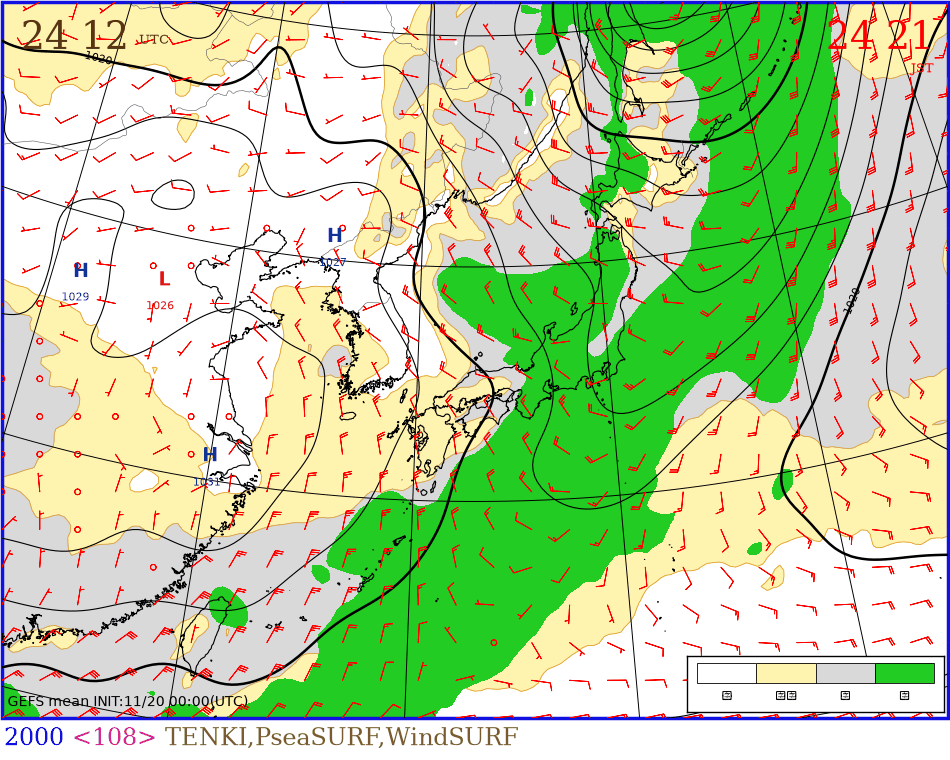 24 12 UTC
24 21 JST
1020
H 1027
H 1029
L 1026
1020
H 1031
GEFS mean INIT:11/20 00:00(UTC)
2000 <108> TENKI,PseaSURF,WindSURF